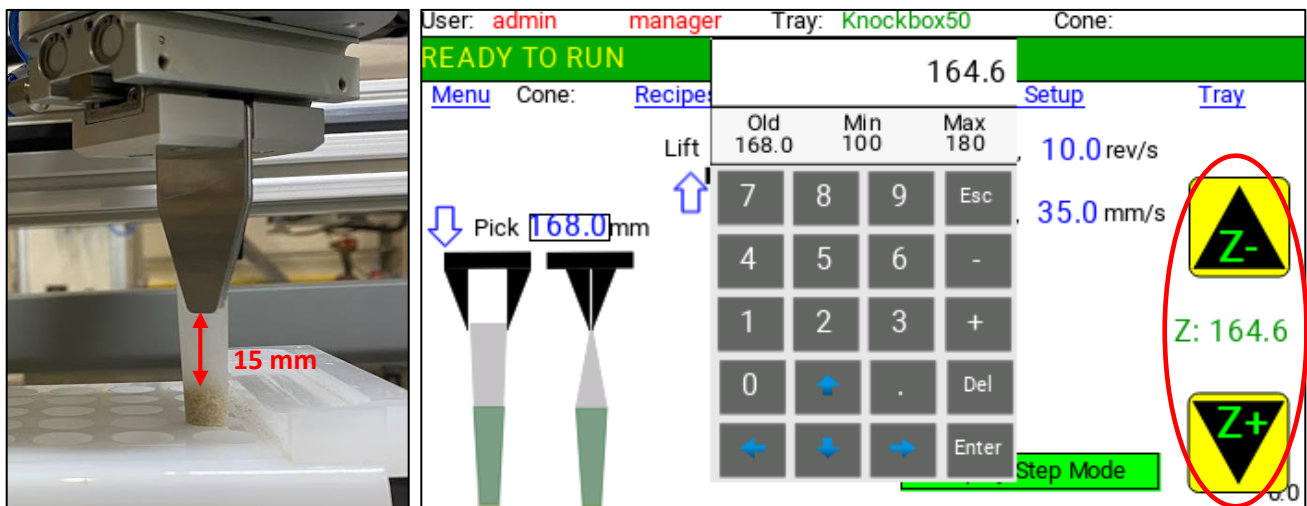 15 mm
User: admin manager Tray: Knockbox50 Cone:
READY TO RUN
164.6
Menu Cone: Recipes Setup Tray
Old Min Max
168.0 100 180
Lift , 10.0 rev/s
7 8 9 Esc
, 35.0 mm/s
Pick 168.0 mm
Z-
4 5 6 -
1 2 3 +
Z: 164.6
0 . Del
Z+
Enter
Step Mode
0.0